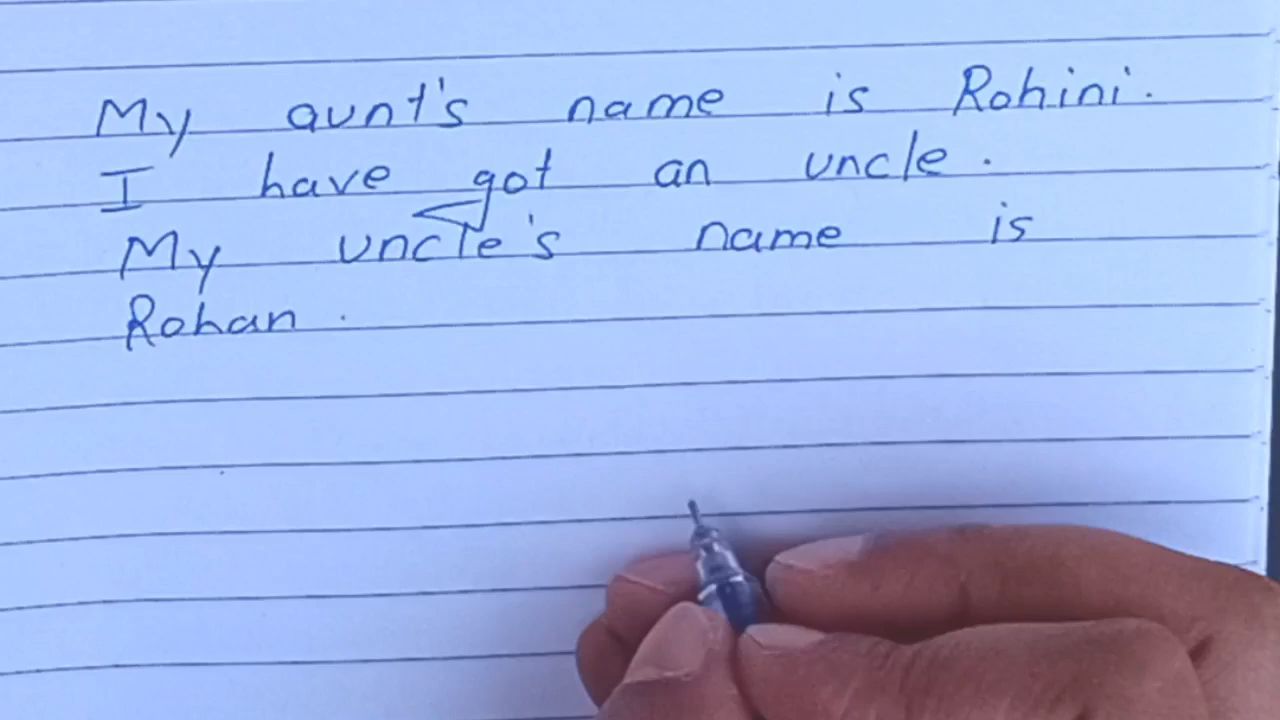 My aunt's name is Rohini.
I have got an uncle.
My uncle's name is
Rohan.